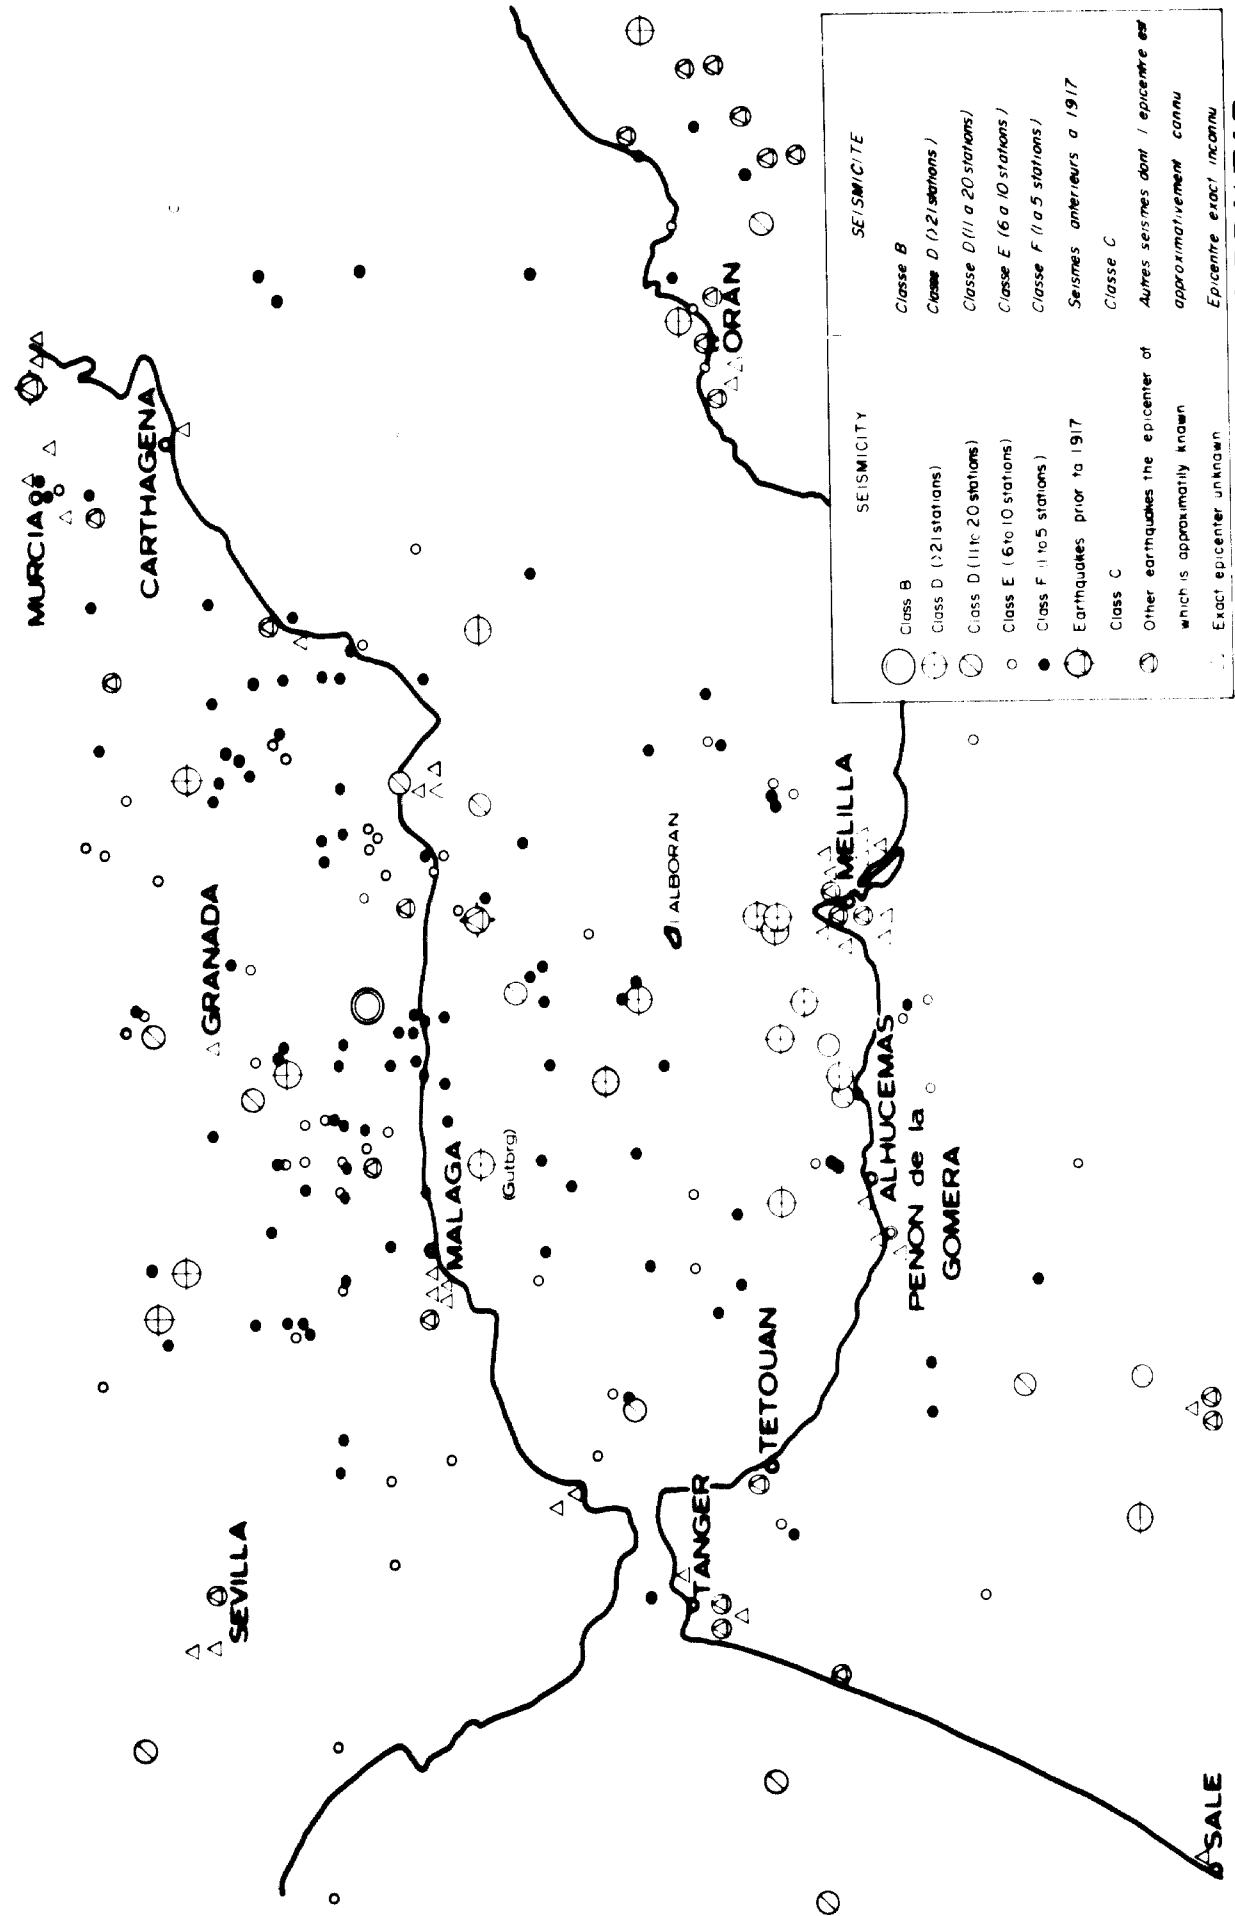 MURCIA
CARTHAGENA
GRANADA
SEVILLA
MALAGA
(Gutbrg)
ALBORAN
ORAN
MELILLA
ALHUCEMAS
PENON de la
GOMERA
TETOUAN
TANGER
SALE
SEISMICITY
Class B
Class D (>21 stations)
Class D (11 to 20 stations)
Class E (6 to 10 stations)
Class F (1 to 5 stations)
Earthquakes prior to 1917
Class C
Other earthquakes the epicenter of
which is approximatily known
Exact epicenter unknown
SEISMICITE
Classe B
Classe D (>21 stations)
Classe D (11 a 20 stations)
Classe E (6 a 10 stations)
Classe F (1 a 5 stations)
Seismes anterieurs a 1917
Classe C
Autres seismes dont l epicentre est
approximativement connu
Epicentre exact inconnu